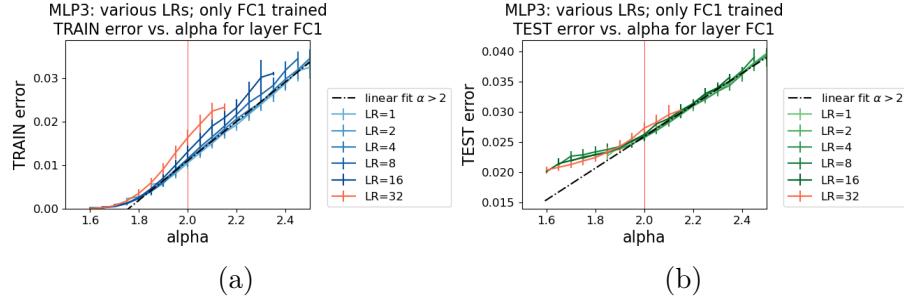 MLP3: various LRs; only FC1 trained
TRAIN error vs. alpha for layer FC1
TRAIN error
0.03
0.02
0.01
0.00
1.6 1.8 2.0 2.2 2.4
alpha
linear fit α > 2
LR=1
LR=2
LR=4
LR=8
LR=16
LR=32
(a)
MLP3: various LRs; only FC1 trained
TEST error vs. alpha for layer FC1
TEST error
0.040
0.035
0.030
0.025
0.020
0.015
1.6 1.8 2.0 2.2 2.4
alpha
linear fit α > 2
LR=1
LR=2
LR=4
LR=8
LR=16
LR=32
(b)